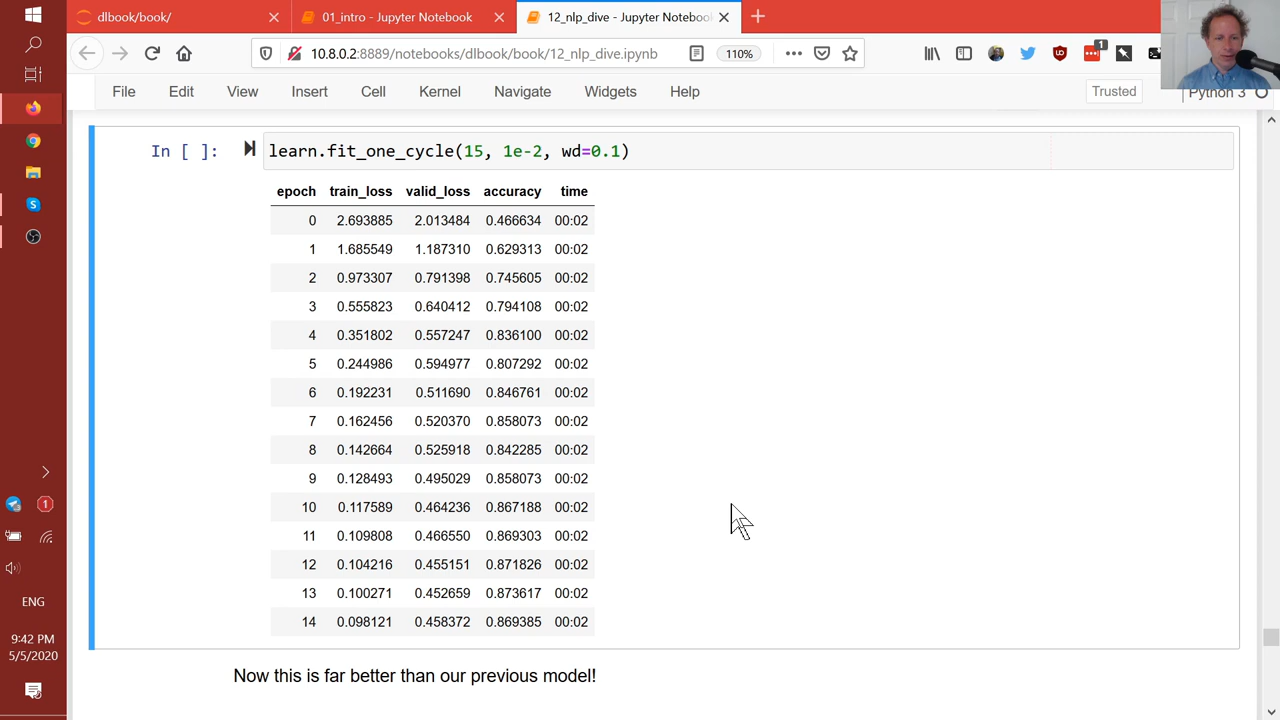 dlbook/book/
01_intro - Jupyter Notebook
12_nlp_dive - Jupyter Notebook
10.8.0.2:8889/notebooks/dlbook/book/12_nlp_dive.ipynb
110%
1
File Edit View Insert Cell Kernel Navigate Widgets Help
Trusted
Python 3
In [ ]:
learn.fit_one_cycle(15, 1e-2, wd=0.1)
epoch train_loss valid_loss accuracy time
0 2.693885 2.013484 0.466634 00:02
1 1.685549 1.187310 0.629313 00:02
2 0.973307 0.791398 0.745605 00:02
3 0.555823 0.640412 0.794108 00:02
4 0.351802 0.557247 0.836100 00:02
5 0.244986 0.594977 0.807292 00:02
6 0.192231 0.511690 0.846761 00:02
7 0.162456 0.520370 0.858073 00:02
8 0.142664 0.525918 0.842285 00:02
9 0.128493 0.495029 0.858073 00:02
10 0.117589 0.464236 0.867188 00:02
11 0.109808 0.466550 0.869303 00:02
12 0.104216 0.455151 0.871826 00:02
13 0.100271 0.452659 0.873617 00:02
14 0.098121 0.458372 0.869385 00:02
Now this is far better than our previous model!
1
ENG
9:42 PM
5/5/2020